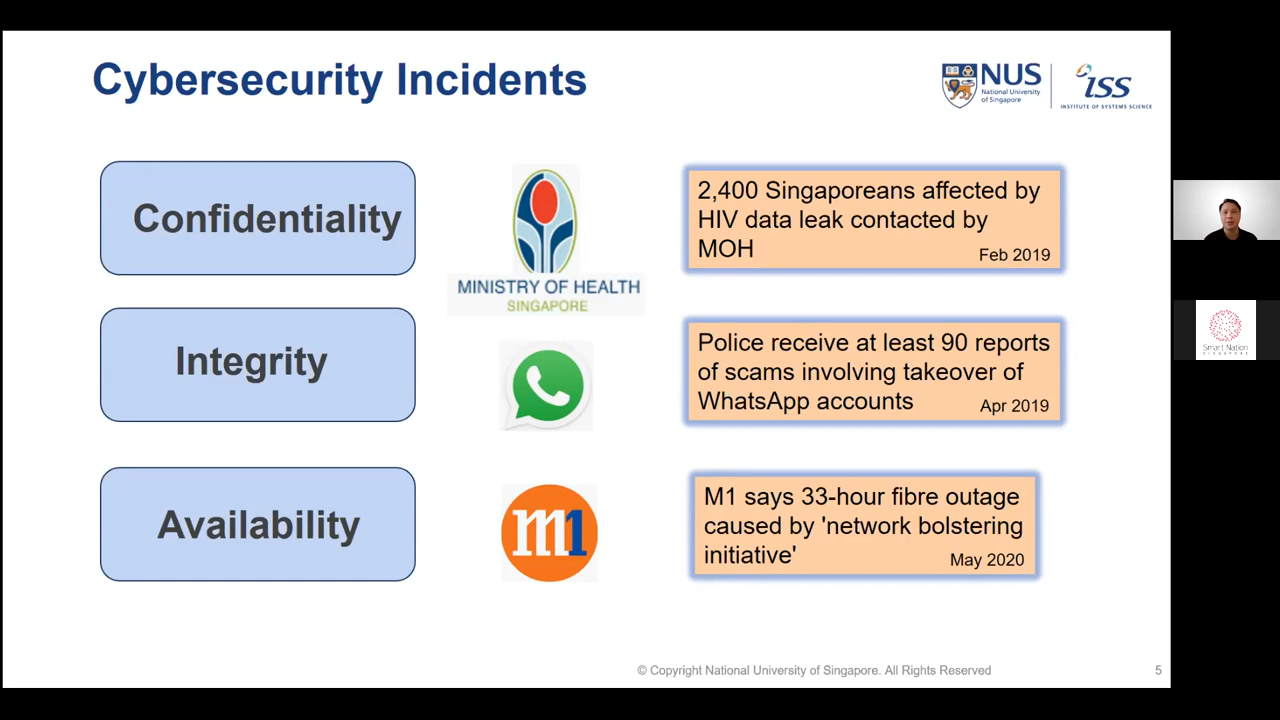 Cybersecurity Incidents
NUS
National University
of Singapore
iss
INSTITUTE OF SYSTEMS SCIENCE
Confidentiality
MINISTRY OF HEALTH
SINGAPORE
2,400 Singaporeans affected by
HIV data leak contacted by
MOH
Feb 2019
Integrity
Police receive at least 90 reports
of scams involving takeover of
WhatsApp accounts
Apr 2019
Availability
m1
M1 says 33-hour fibre outage
caused by 'network bolstering
initiative'
May 2020
Smart Nation
SINGAPORE
© Copyright National University of Singapore. All Rights Reserved
5